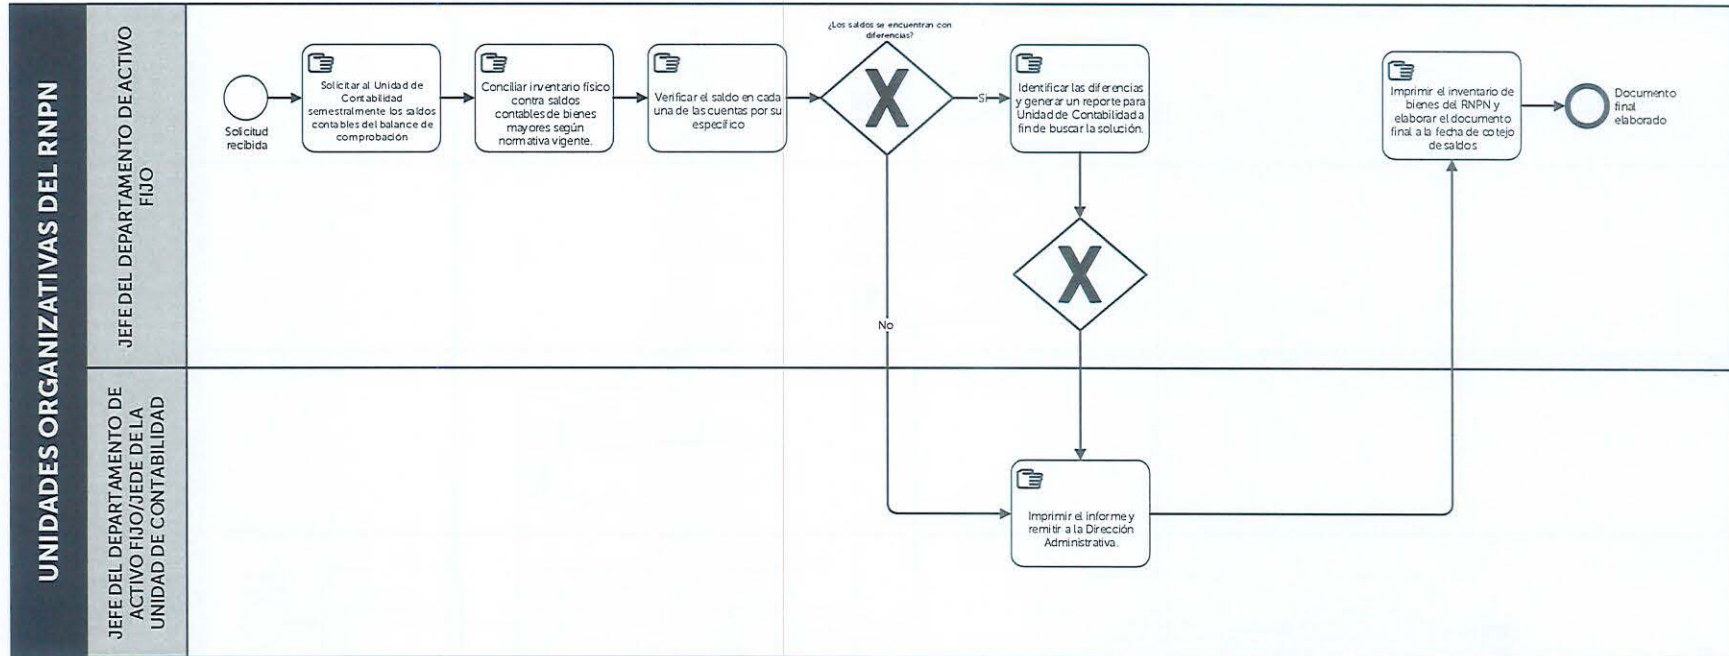 UNIDADES ORGANIZATIVAS DEL RNPN
JEFE DEL DEPARTAMENTO DE ACTIVO
FIJO
Solicitud
recibida
Solicitar al Unidad de
Contabilidad
semestralmente los saldos
contables del balance de
comprobación
Conciliar inventario físico
contra saldos
contables de bienes
mayores según
normativa vigente.
Verificar el saldo en cada
una de las cuentas por su
específico
¿Los saldos se encuentran con
diferencias?
X
Si
Identificar las diferencias
y generar un reporte para
Unidad de Contabilidad a
fin de buscar la solución.
X
No
Imprimir el inventario de
bienes del RNPN y
elaborar el documento
final a la fecha de cotejo
de saldos
Documento
final
elaborado
JEFE DEL DEPARTAMENTO DE
ACTIVO FIJO/JEDE DE LA
UNIDAD DE CONTABILIDAD
Imprimir el informe y
remitir a la Dirección
Administrativa.